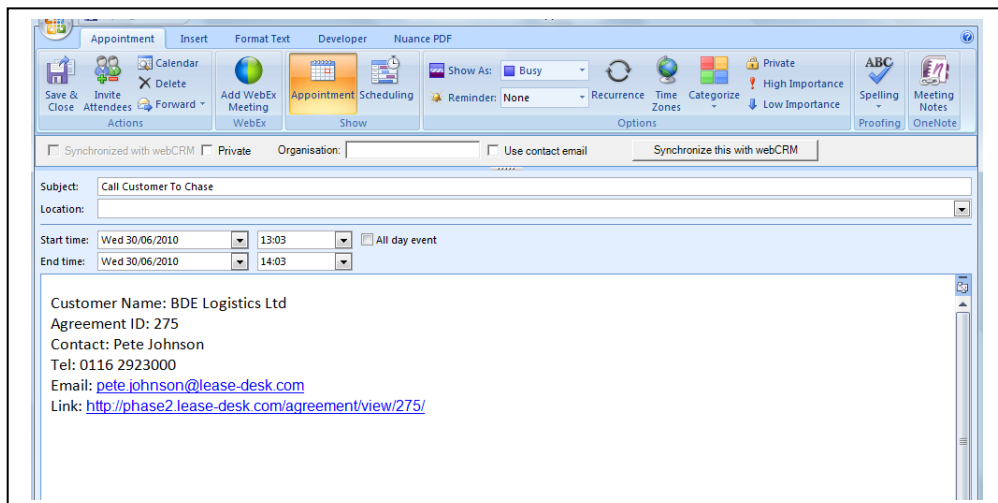 Appointment Insert Format Text Developer Nuance PDF
Save & Close
Invite Attendees
Calendar
Delete
Forward
Actions
Add WebEx Meeting
WebEx
Appointment
Scheduling
Show
Show As: Busy
Reminder: None
Recurrence
Time Zones
Categorize
Private
High Importance
Low Importance
Options
ABC
Spelling
Proofing
Meeting Notes
OneNote
Synchronized with webCRM Private Organisation: Use contact email Synchronize this with webCRM
Subject: Call Customer To Chase
Location:
Start time: Wed 30/06/2010 13:03 All day event
End time: Wed 30/06/2010 14:03
Customer Name: BDE Logistics Ltd
Agreement ID: 275
Contact: Pete Johnson
Tel: 0116 2923000
Email: pete.johnson@lease-desk.com
Link: http://phase2.lease-desk.com/agreement/view/275/